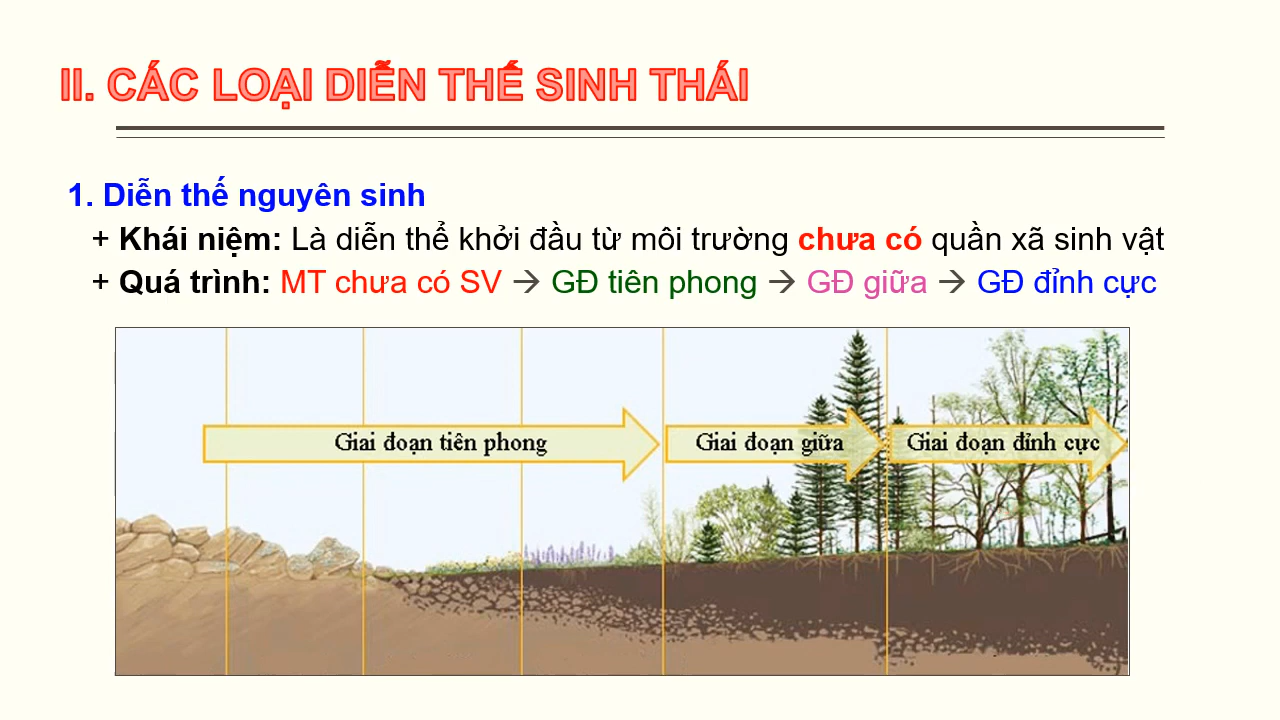 II. CÁC LOẠI DIỄN THẾ SINH THÁI
1. Diễn thế nguyên sinh
+ Khái niệm: Là diễn thể khởi đầu từ môi trường chưa có quần xã sinh vật
+ Quá trình: MT chưa có SV → GĐ tiên phong → GĐ giữa → GĐ đỉnh cực
Giai đoạn tiên phong
Giai đoạn giữa
Giai đoạn đỉnh cực